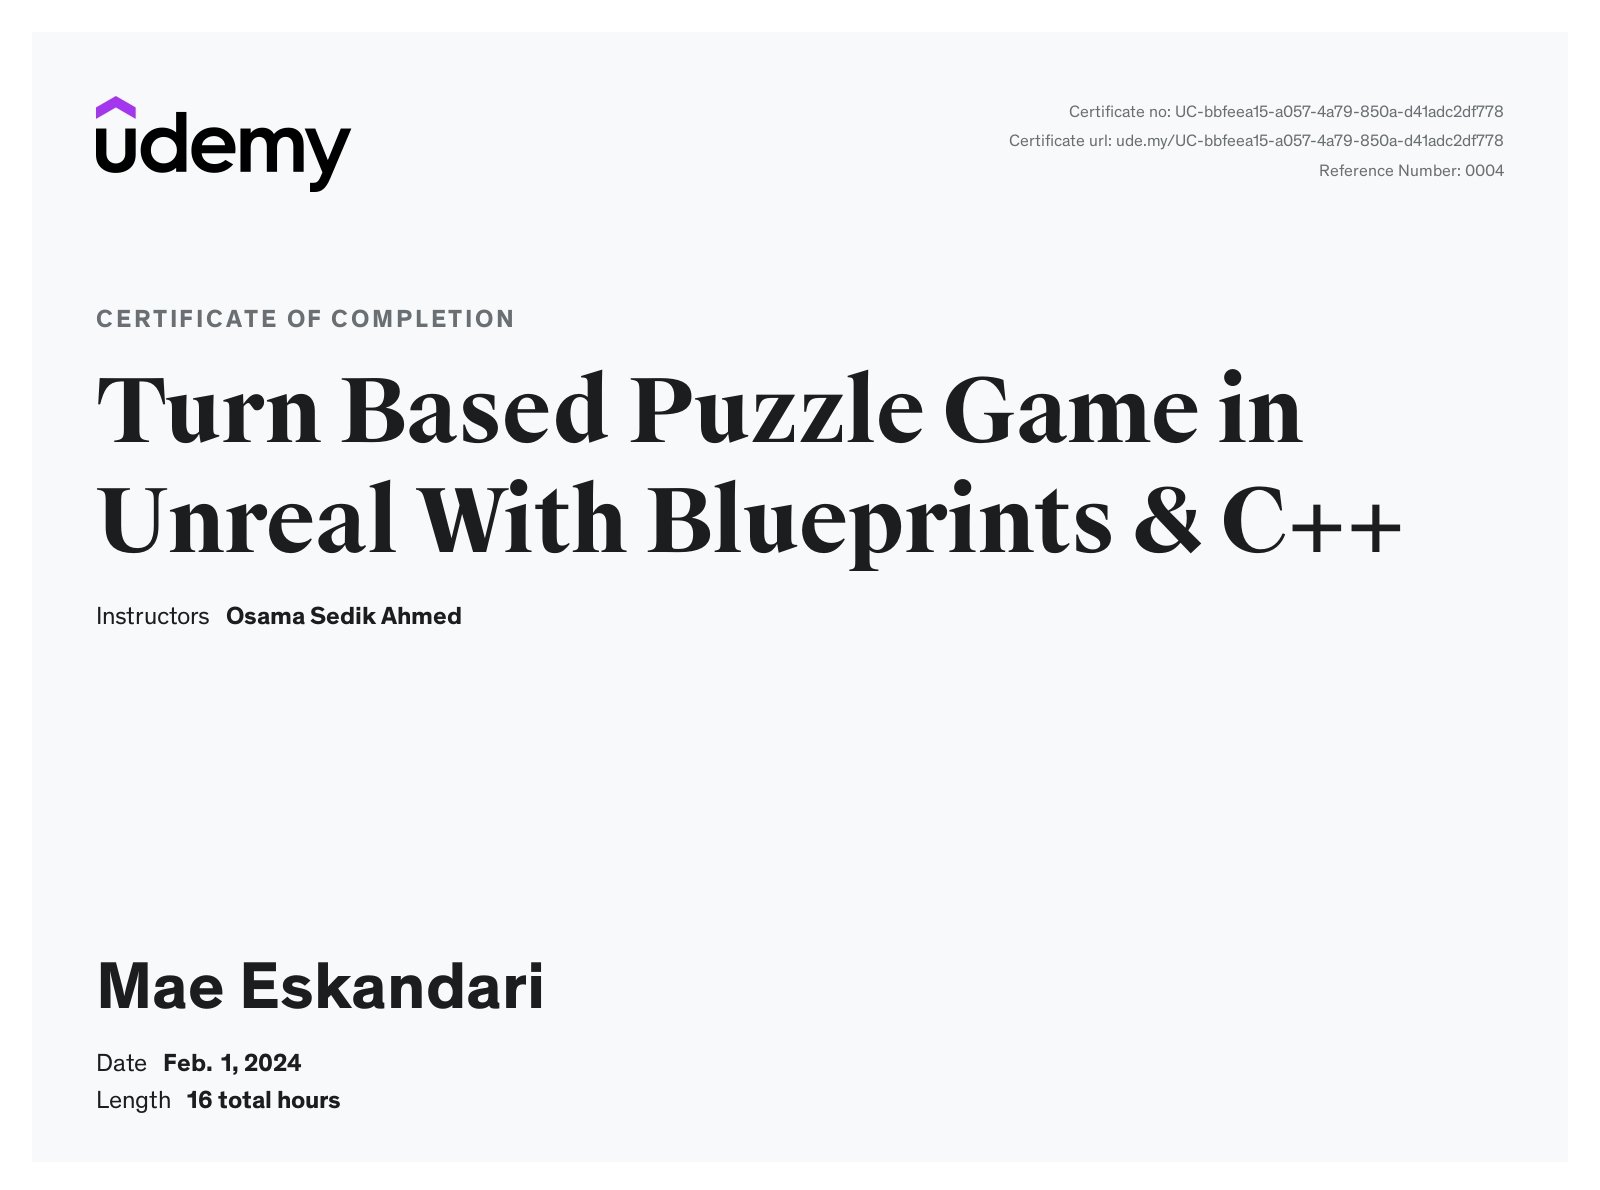 udemy
Certificate no: UC-bbfeea15-a057-4a79-850a-d41adc2df778
Certificate url: ude.my/UC-bbfeea15-a057-4a79-850a-d41adc2df778
Reference Number: 0004
CERTIFICATE OF COMPLETION
Turn Based Puzzle Game in
Unreal With Blueprints & C++
Instructors Osama Sedik Ahmed
Mae Eskandari
Date Feb. 1, 2024
Length 16 total hours